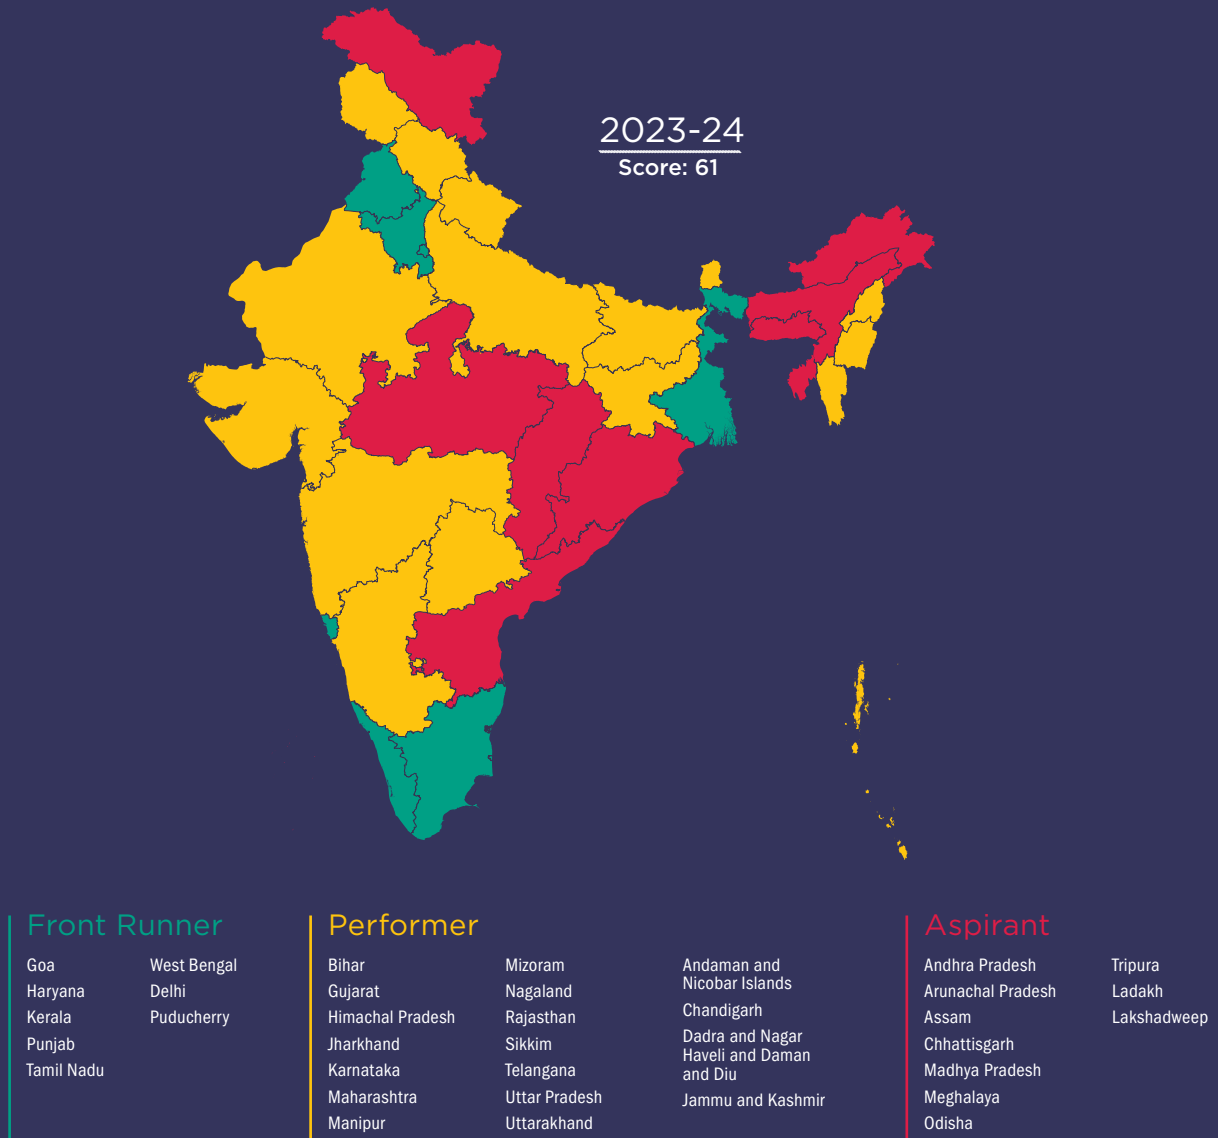 2023-24
Score: 61
Front Runner
Goa
Haryana
Kerala
Punjab
Tamil Nadu
West Bengal
Delhi
Puducherry
Performer
Bihar
Gujarat
Himachal Pradesh
Jharkhand
Karnataka
Maharashtra
Manipur
Mizoram
Nagaland
Rajasthan
Sikkim
Telangana
Uttar Pradesh
Uttarakhand
Andaman and
Nicobar Islands
Chandigarh
Dadra and Nagar
Haveli and Daman
and Diu
Jammu and Kashmir
Aspirant
Andhra Pradesh
Arunachal Pradesh
Assam
Chhattisgarh
Madhya Pradesh
Meghalaya
Odisha
Tripura
Ladakh
Lakshadweep